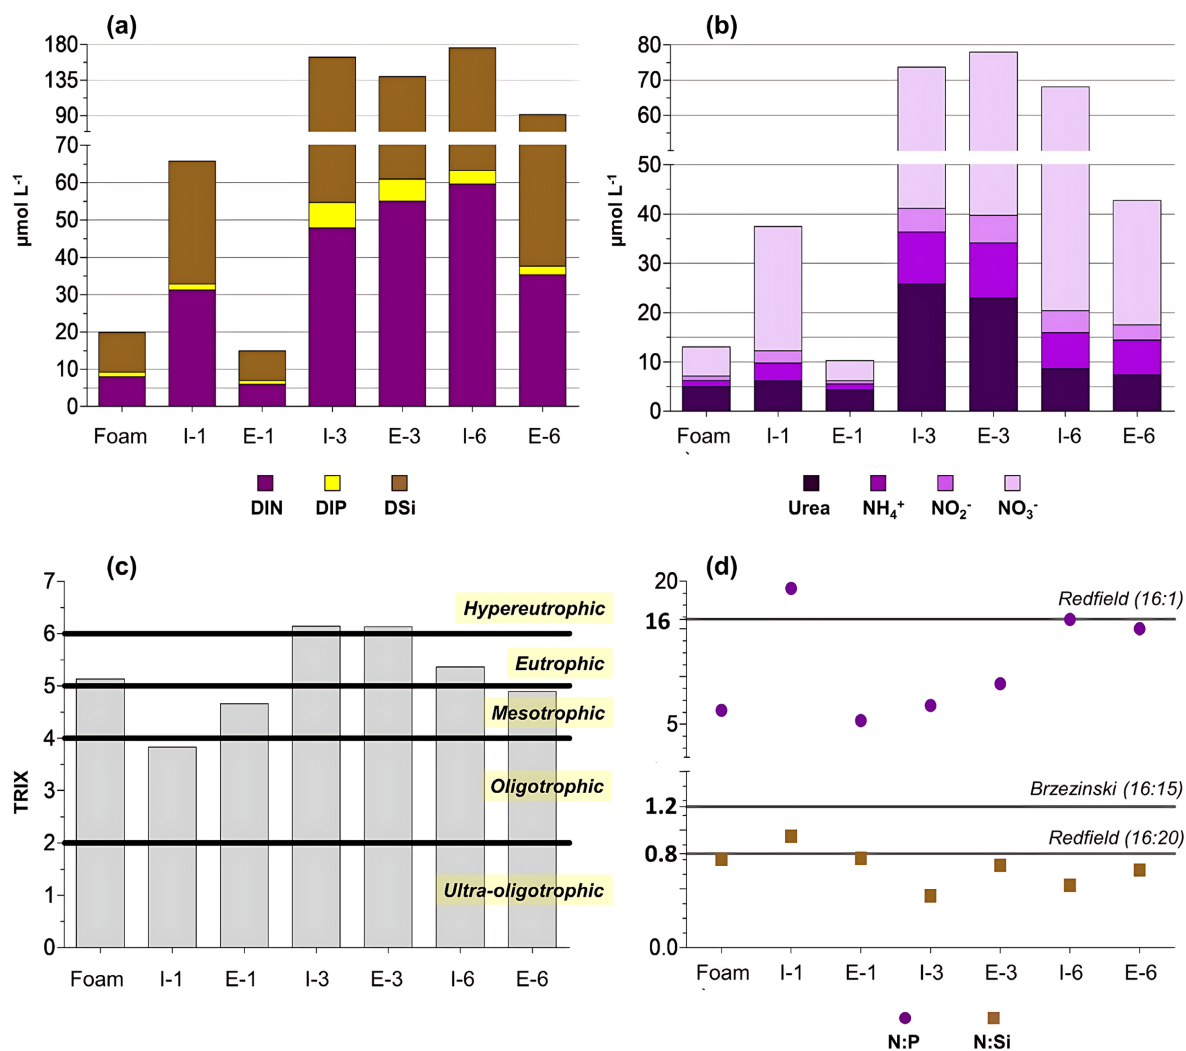 (a)
180
135
90
70
60
50
40
30
20
10
0
µmol L-1
Foam I-1 E-1 I-3 E-3 I-6 E-6
DIN DIP DSi
(b)
80
70
60
50
40
30
20
10
0
µmol L-1
Foam I-1 E-1 I-3 E-3 I-6 E-6
Urea NH4+ NO2- NO3-
(c)
7
6
5
4
3
2
1
0
TRIX
Hypereutrophic
Eutrophic
Mesotrophic
Oligotrophic
Ultra-oligotrophic
Foam I-1 E-1 I-3 E-3 I-6 E-6
(d)
20
16
5
1.2
0.8
0.0
Redfield (16:1)
Brzezinski (16:15)
Redfield (16:20)
Foam I-1 E-1 I-3 E-3 I-6 E-6
N:P N:Si